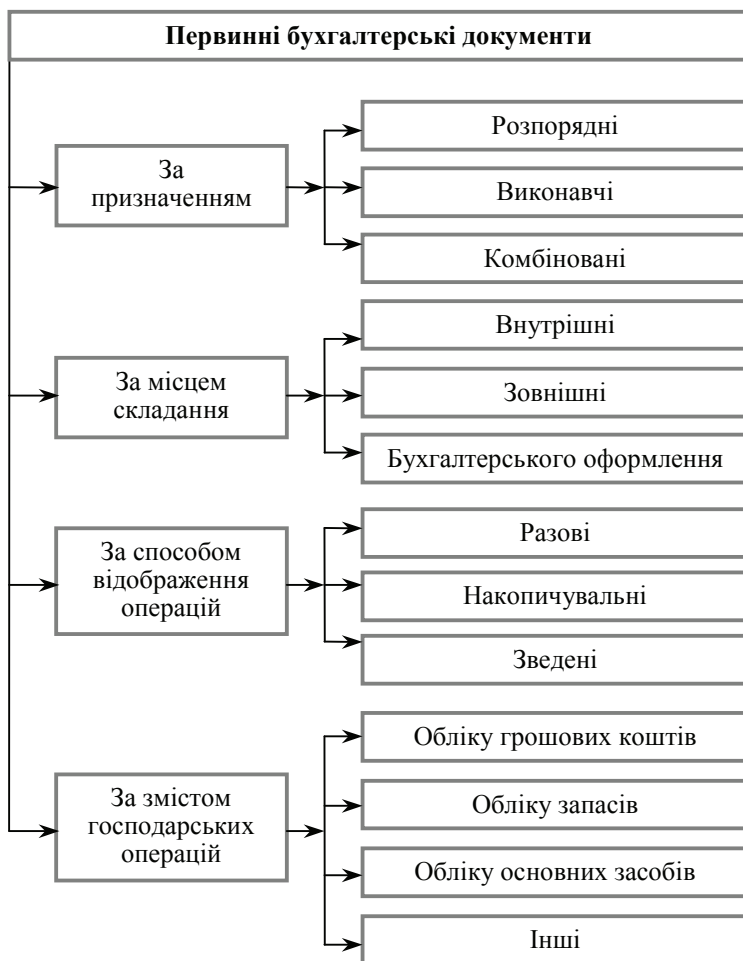 Первинні бухгалтерські документи
За
призначенням
Розпорядні
Виконавчі
Комбіновані
За місцем
складання
Внутрішні
Зовнішні
Бухгалтерського оформлення
За способом
відображення
операцій
Разові
Накопичувальні
Зведені
За змістом
господарських
операцій
Обліку грошових коштів
Обліку запасів
Обліку основних засобів
Інші